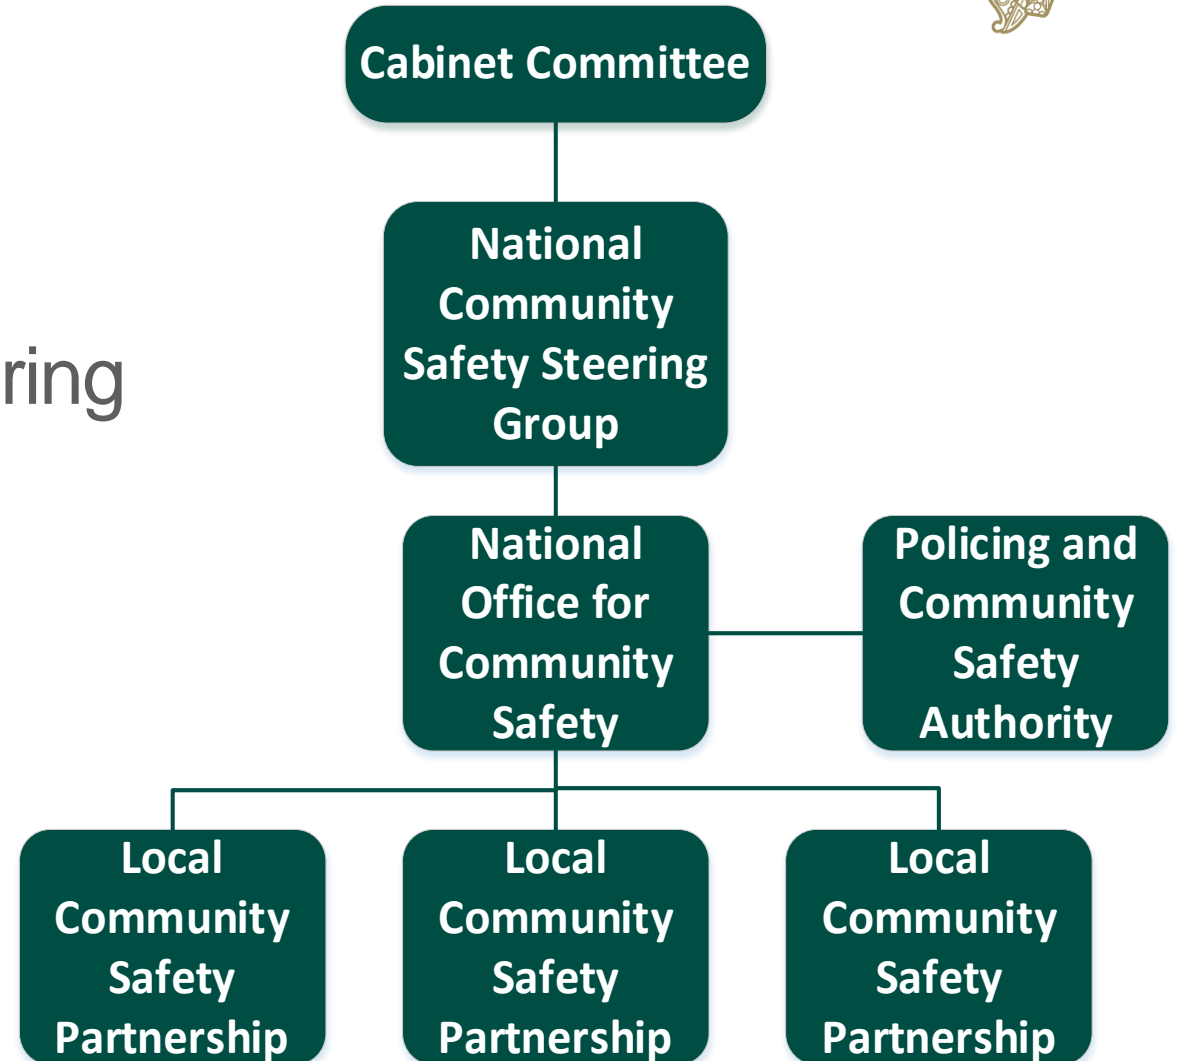 Cabinet Committee
National
Community
Safety Steering
Group
ring
National
Office for
Community
Safety
Policing and
Community
Safety
Authority
Local
Community
Safety
Partnership
Local
Community
Safety
Partnership
Local
Community
Safety
Partnership